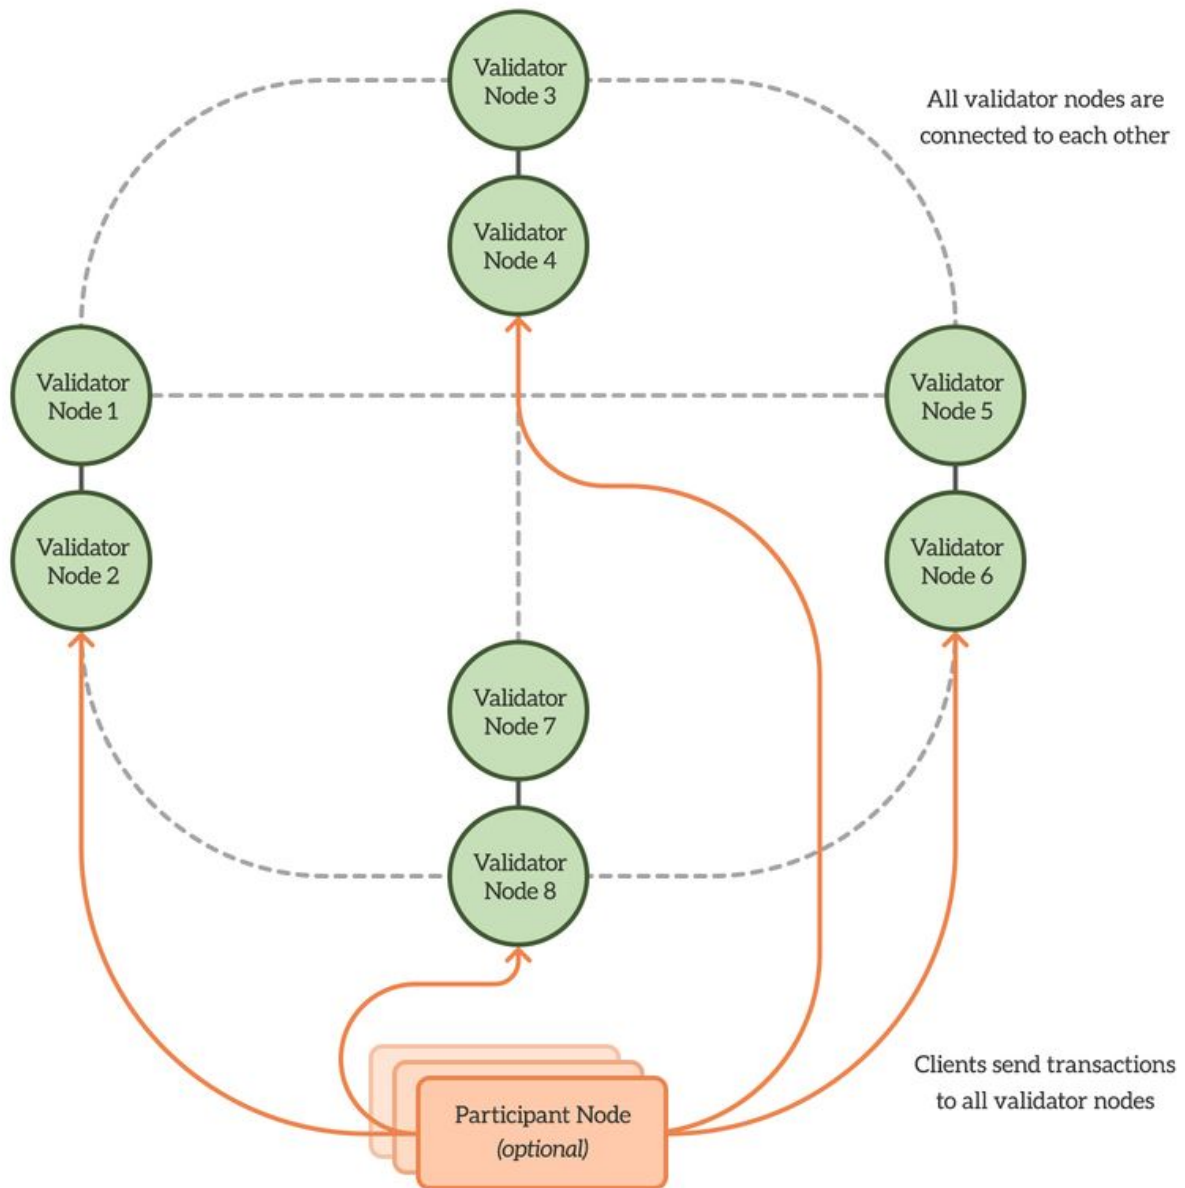 Validator
Node 3
All validator nodes are
connected to each other
Validator
Node 4
Validator
Node 1
Validator
Node 5
Validator
Node 2
Validator
Node 6
Validator
Node 7
Validator
Node 8
Clients send transactions
to all validator nodes
Participant Node
(optional)